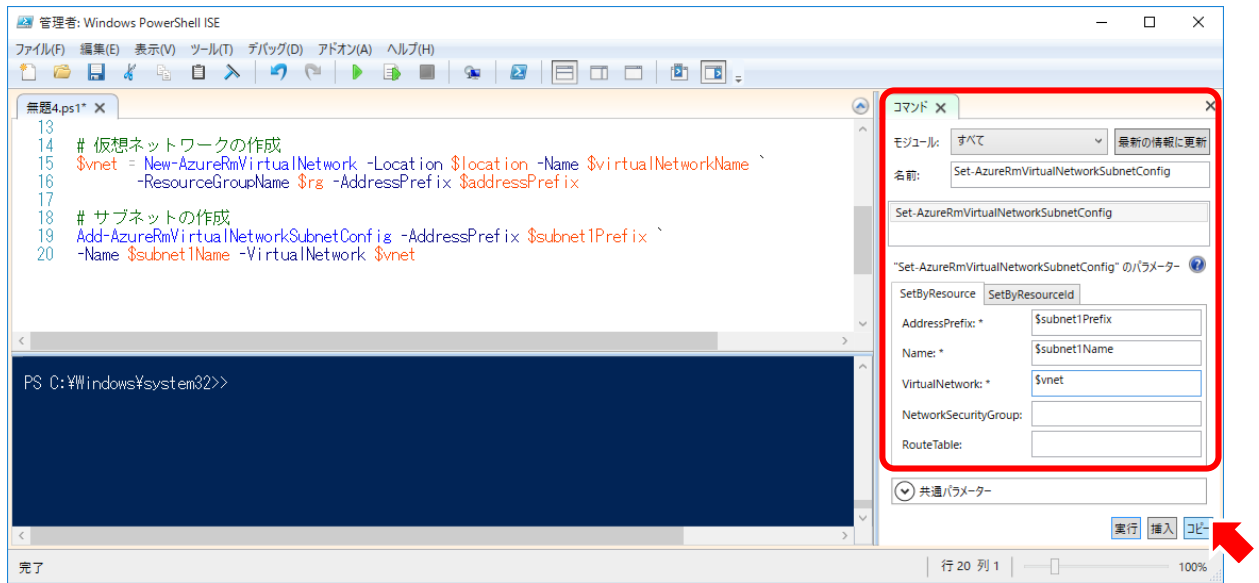 管理者: Windows PowerShell ISE
ファイル(F) 編集(E) 表示(V) ツール(T) デバッグ(D) アドオン(A) ヘルプ(H)
無題4.ps1* X
13
14 # 仮想ネットワークの作成
15 $vnet = New-AzureRmVirtualNetwork -Location $location -Name $virtualNetworkName `
16 -ResourceGroupName $rg -AddressPrefix $addressPrefix
17
18 # サブネットの作成
19 Add-AzureRmVirtualNetworkSubnetConfig -AddressPrefix $subnet1Prefix `
20 -Name $subnet1Name -VirtualNetwork $vnet
PS C:¥Windows¥system32>>
コマンド X
モジュール: すべて 最新の情報に更新
名前: Set-AzureRmVirtualNetworkSubnetConfig
Set-AzureRmVirtualNetworkSubnetConfig
"Set-AzureRmVirtualNetworkSubnetConfig" のパラメーター
SetByResource SetByResourceId
AddressPrefix: * $subnet1Prefix
Name: * $subnet1Name
VirtualNetwork: * $vnet
NetworkSecurityGroup:
RouteTable:
共通パラメーター
実行 挿入 コピー
完了
行 20 列 1
100%